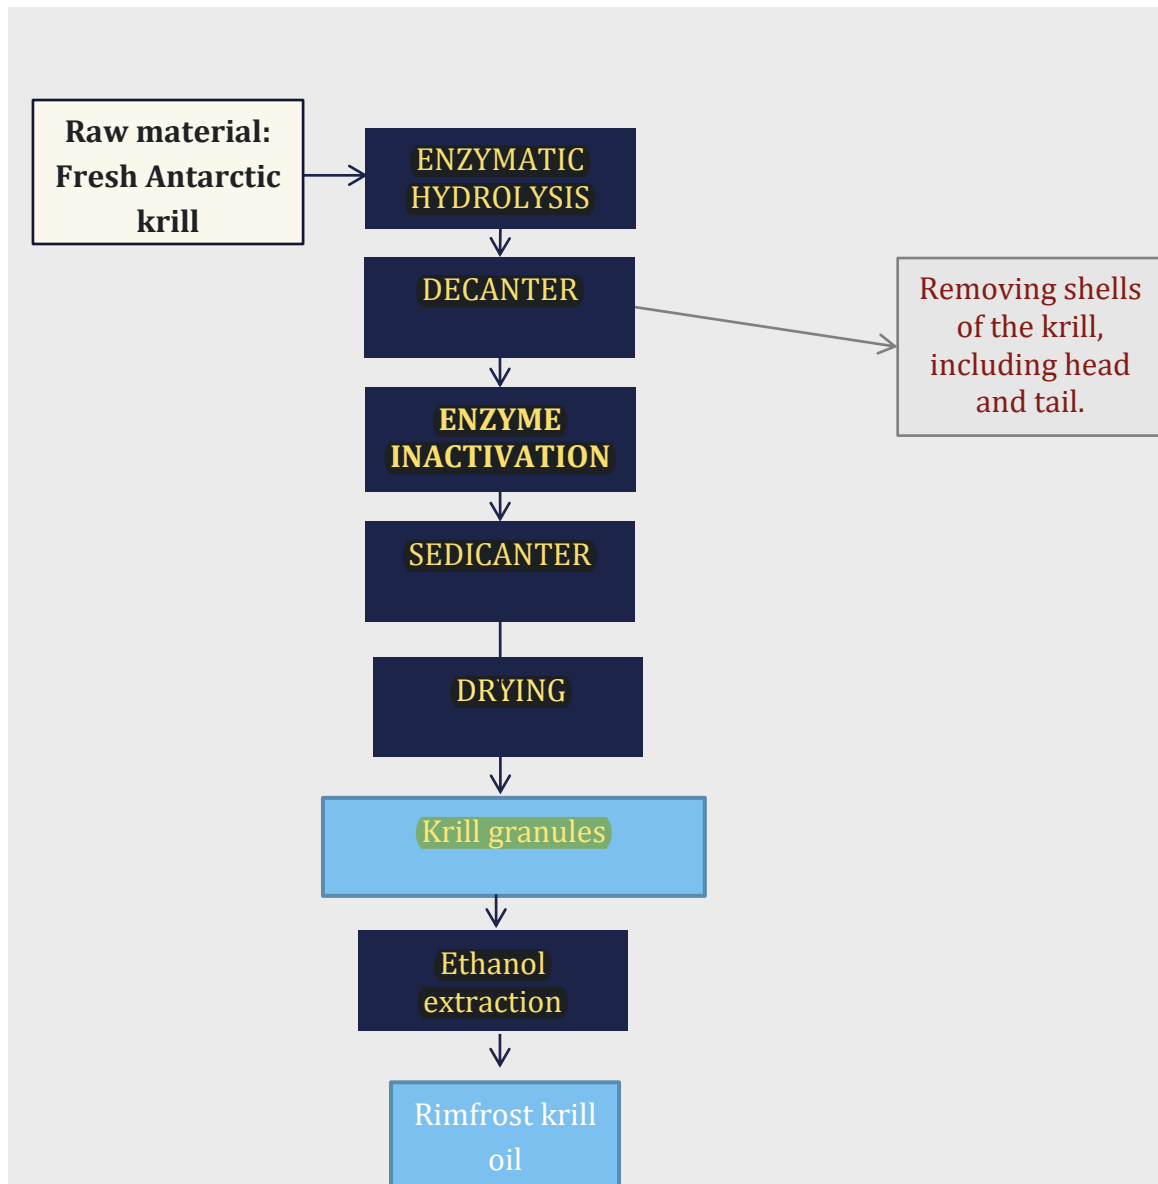 Raw material:
Fresh Antarctic
krill
ENZYMATIC
HYDROLYSIS
DECANTER
Removing shells
of the krill,
including head
and tail.
ENZYME
INACTIVATION
SEDICANTER
DRYING
Krill granules
Ethanol
extraction
Rimfrost krill
oil